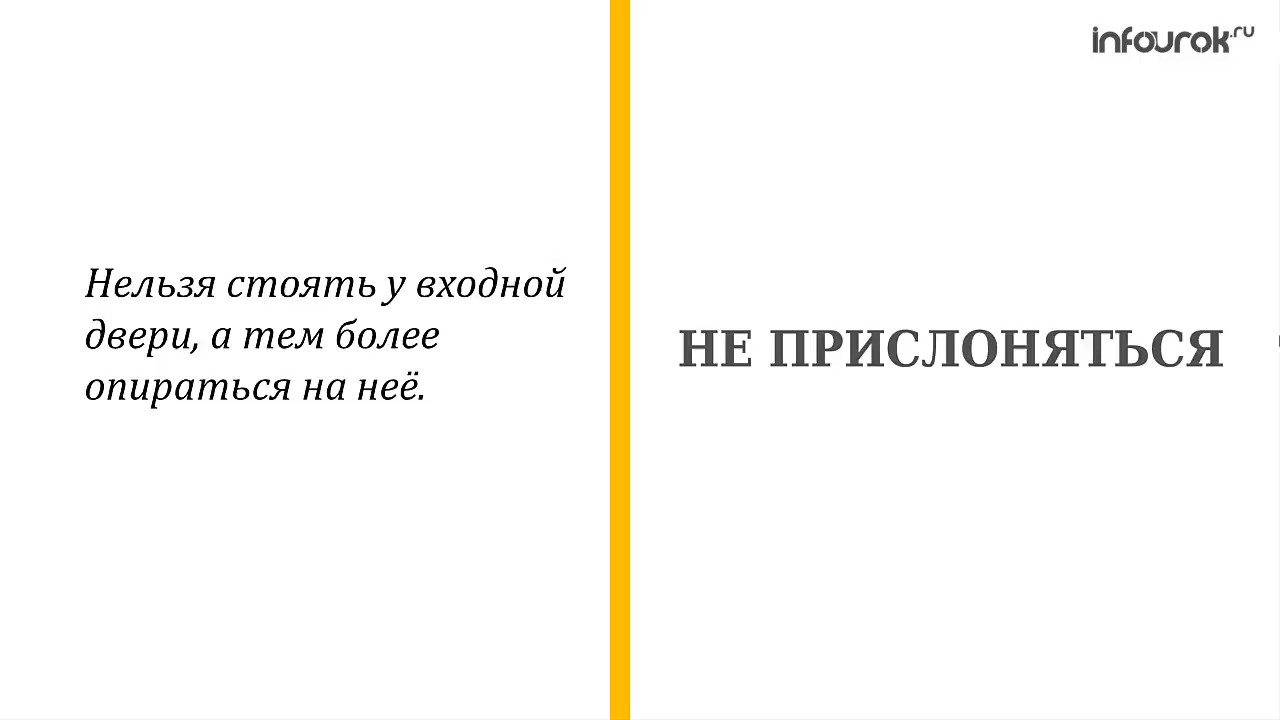 infourok.ru
Нельзя стоять у входной
двери, а тем более
опираться на неё.
НЕ ПРИСЛОНЯТЬСЯ